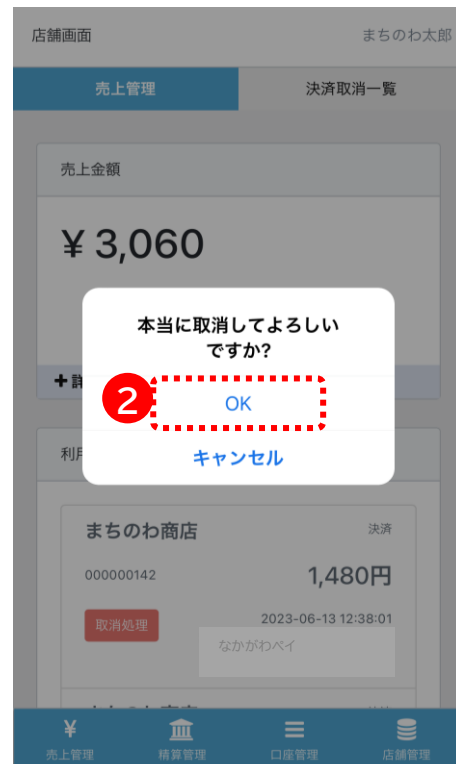 店舗画面
まちのわ太郎
売上管理
決済取消一覧
売上金額
¥ 3,060
本当に取消してよろしい
ですか?
2
OK
キャンセル
まちのわ商店
決済
000000142
1,480円
取消処理
2023-06-13 12:38:01
なかがわペイ
売上管理
精算管理
口座管理
店舗管理